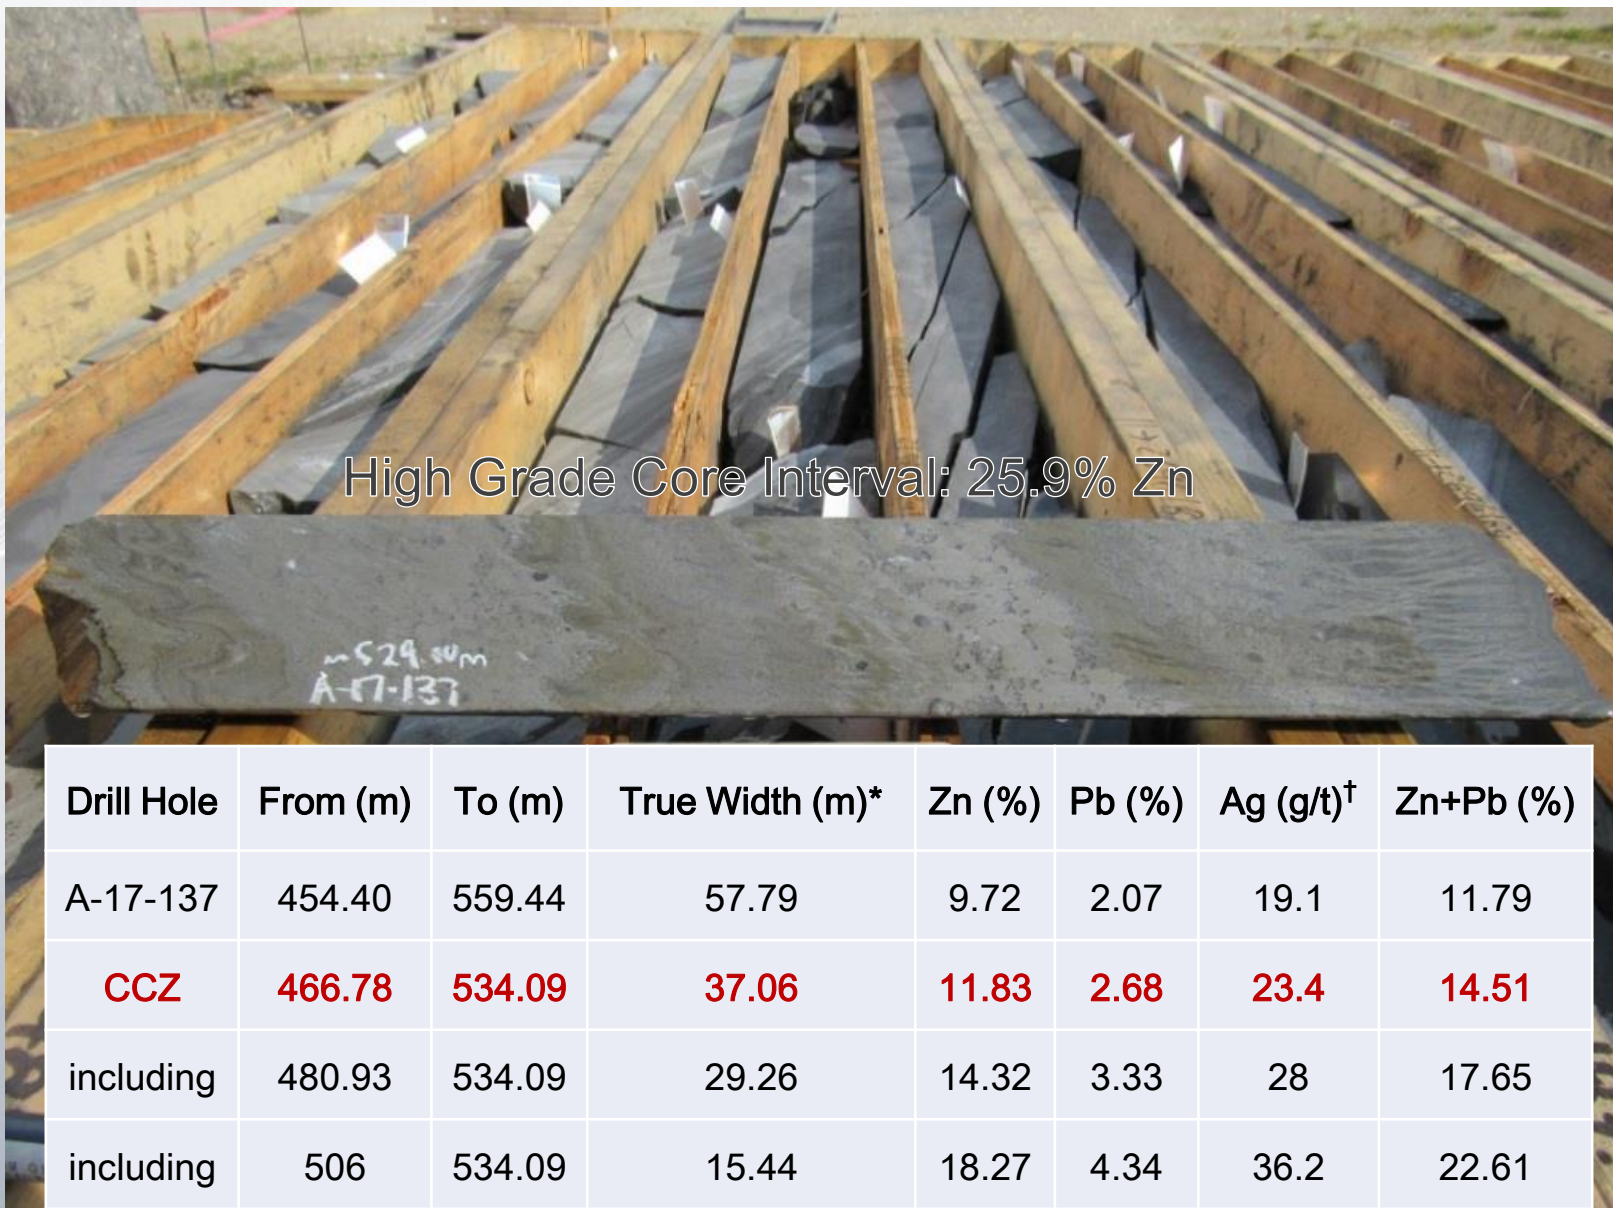 High Grade Core Interval: 25.9% Zn
A-17-137
Drill Hole From (m) To (m) True Width (m)* Zn (%) Pb (%) Ag (g/t)† Zn+Pb (%)
A-17-137 454.40 559.44 57.79 9.72 2.07 19.1 11.79
CCZ 466.78 534.09 37.06 11.83 2.68 23.4 14.51
including 480.93 534.09 29.26 14.32 3.33 28 17.65
including 506 534.09 15.44 18.27 4.34 36.2 22.61